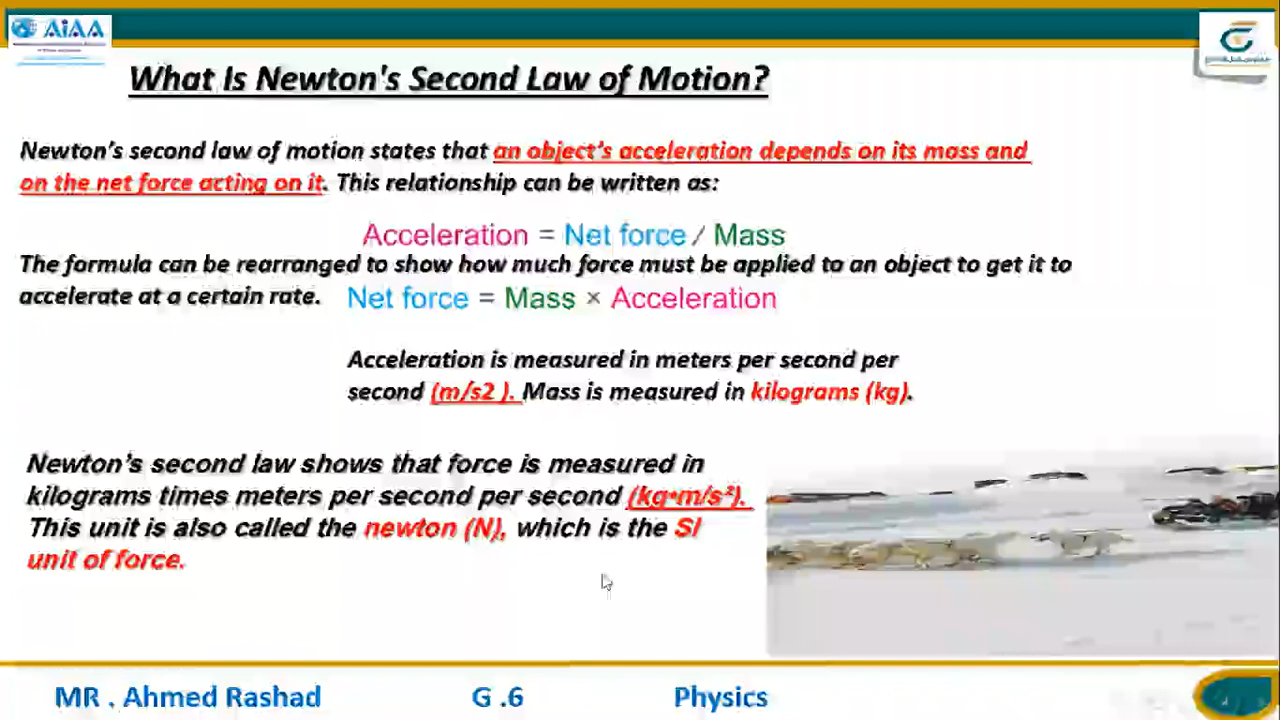 AIAA
What Is Newton's Second Law of Motion?
Newton's second law of motion states that an object's acceleration depends on its mass and
on the net force acting on it. This relationship can be written as:
Acceleration = Net force / Mass
The formula can be rearranged to show how much force must be applied to an object to get it to
accelerate at a certain rate. Net force = Mass × Acceleration
Acceleration is measured in meters per second per
second (m/s2 ). Mass is measured in kilograms (kg).
Newton's second law shows that force is measured in
kilograms times meters per second per second (kg•m/s²).
This unit is also called the newton (N), which is the SI
unit of force.
MR . Ahmed Rashad G .6 Physics